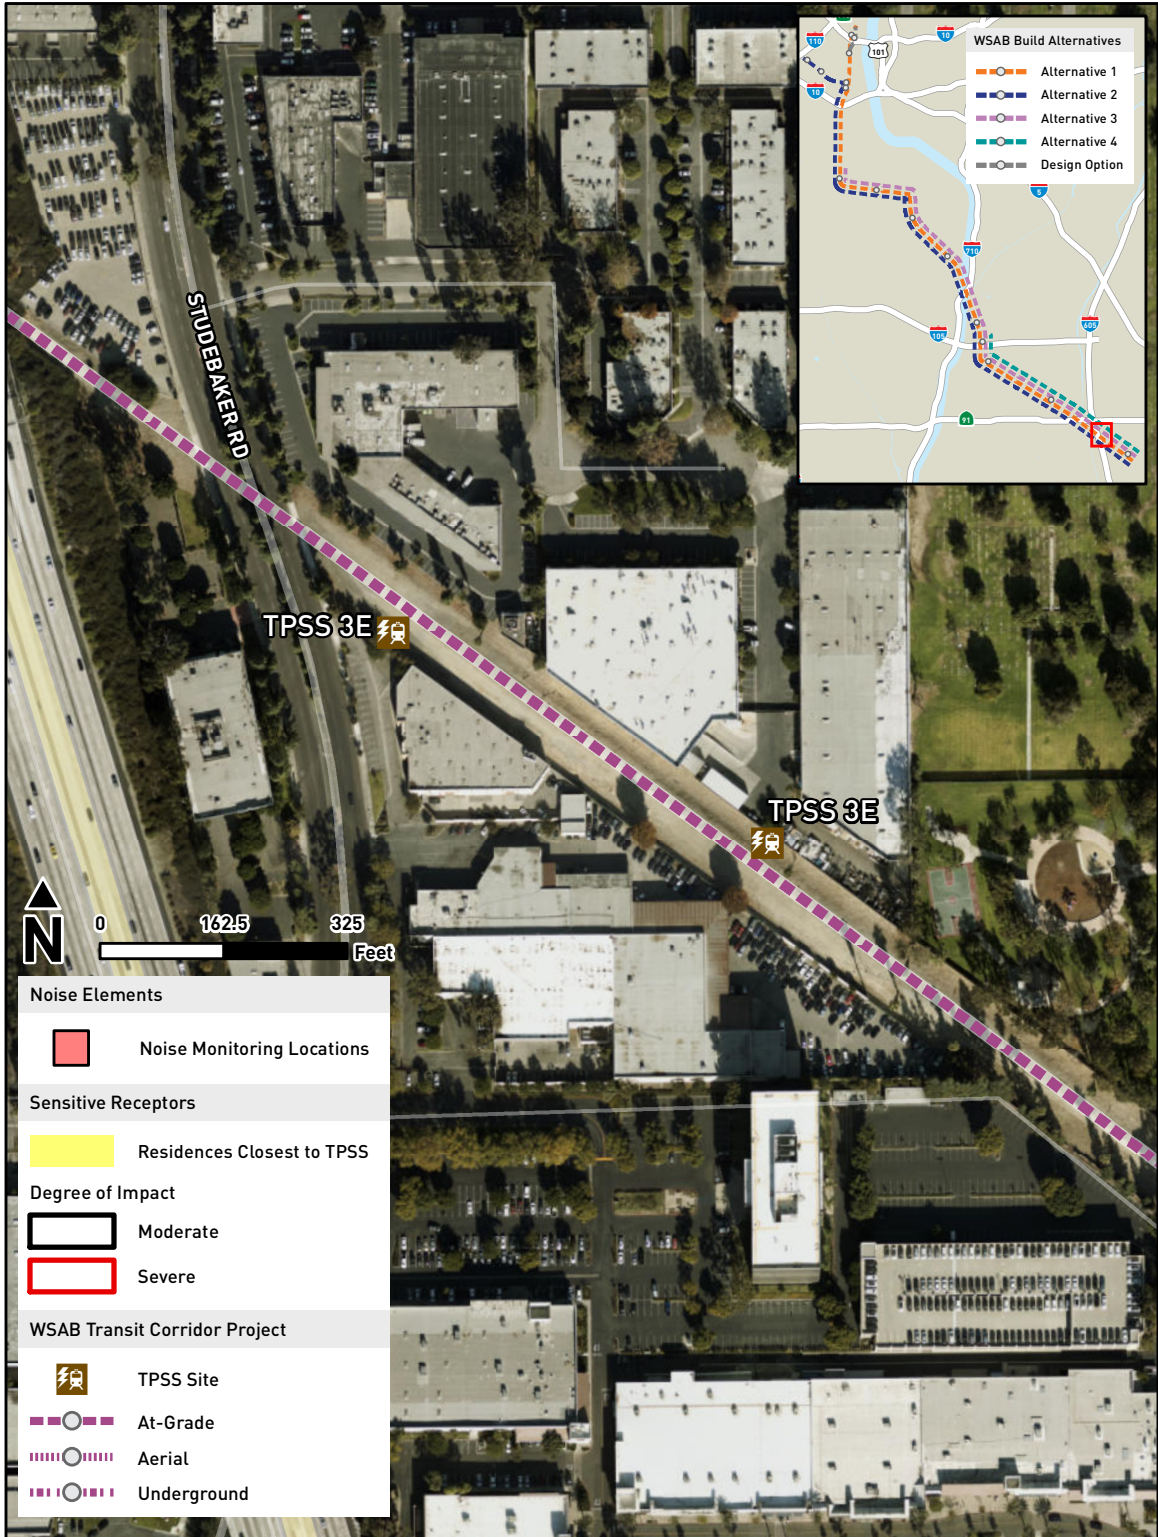 110
101
10
10
5
710
105
605
91
WSAB Build Alternatives
Alternative 1
Alternative 2
Alternative 3
Alternative 4
Design Option
STUDEBAKER RD
TPSS 3E
TPSS 3E
N
0 162.5 325
Feet
Noise Elements
Noise Monitoring Locations
Sensitive Receptors
Residences Closest to TPSS
Degree of Impact
Moderate
Severe
WSAB Transit Corridor Project
TPSS Site
At-Grade
Aerial
Underground